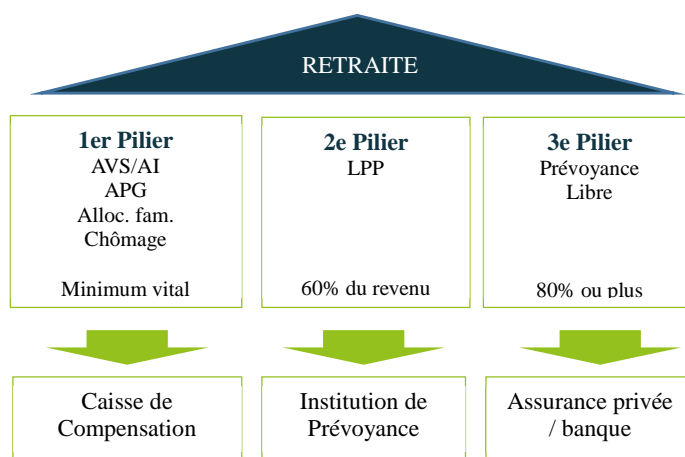 RETRAITE
1er Pilier
AVS/AI
APG
Alloc. fam.
Chômage
Minimum vital
2e Pilier
LPP
60% du revenu
3e Pilier
Prévoyance
Libre
80% ou plus
Caisse de
Compensation
Institution de
Prévoyance
Assurance privée
/ banque